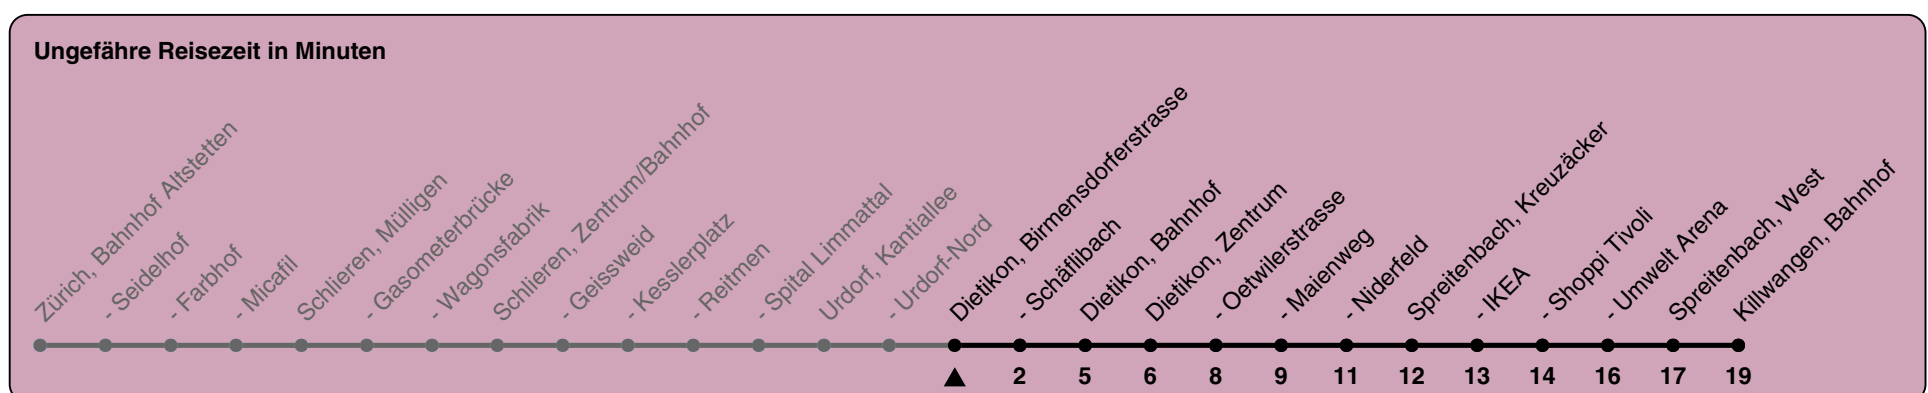 Ungefähre Reisezeit in Minuten
Zürich, Bahnhof Altstetten
- Seidelhof
- Farbhof
- Micafil
Schlieren, Mülligen
- Gasometerbrücke
- Wagonsfabrik
Schlieren, Zentrum/Bahnhof
- Geissweid
- Kesslerplatz
- Reitmen
- Spital Limmattal
Urdorf, Kantiallee
- Urdorf-Nord
Dietikon, Birmensdorferstrasse
- Schäflibach
Dietikon, Bahnhof
Dietikon, Zentrum
- Oetwilerstrasse
- Maienweg
- Niderfeld
Spreitenbach, Kreuzäcker
- IKEA
- Shoppi Tivoli
- Umwelt Arena
Spreitenbach, West
Killwangen, Bahnhof
2 5 6 8 9 11 12 13 14 16 17 19